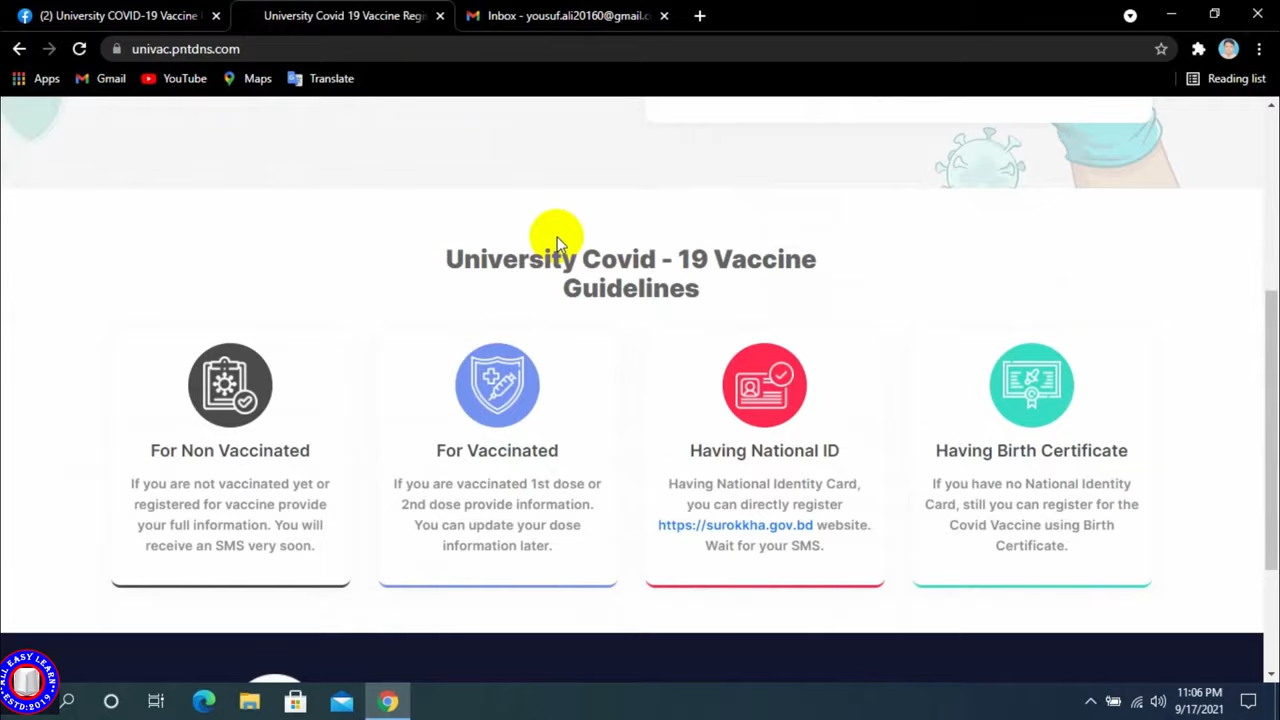 (2) University COVID-19 Vaccine
University Covid 19 Vaccine Regi
Inbox - yousuf.ali20160@gmail.c
univac.pntdns.com
Apps
Gmail
YouTube
Maps
Translate
Reading list
University Covid - 19 Vaccine
Guidelines
For Non Vaccinated
If you are not vaccinated yet or
registered for vaccine provide
your full information. You will
receive an SMS very soon.
For Vaccinated
If you are vaccinated 1st dose or
2nd dose provide information.
You can update your dose
information later.
Having National ID
Having National Identity Card,
you can directly register
https://surokkha.gov.bd website.
Wait for your SMS.
Having Birth Certificate
If you have no National Identity
Card, still you can register for the
Covid Vaccine using Birth
Certificate.
ALL EASY LEARN
ESTD:2019
11:06 PM
9/17/2021